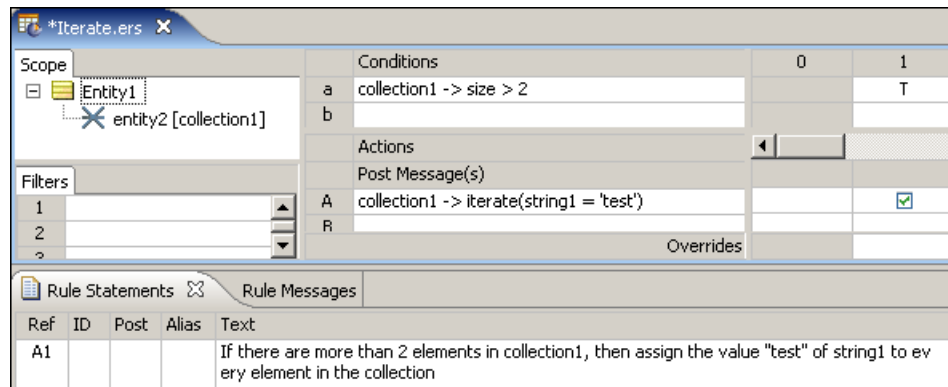 *Iterate.ers
Scope
Entity1
entity2 [collection1]
Conditions 0 1
a collection1 -> size > 2 T
b
Actions
Post Message(s)
A collection1 -> iterate(string1 = 'test')
B
Overrides
Filters
1
2
3
Rule Statements Rule Messages
Ref ID Post Alias Text
A1 If there are more than 2 elements in collection1, then assign the value "test" of string1 to ev
ery element in the collection